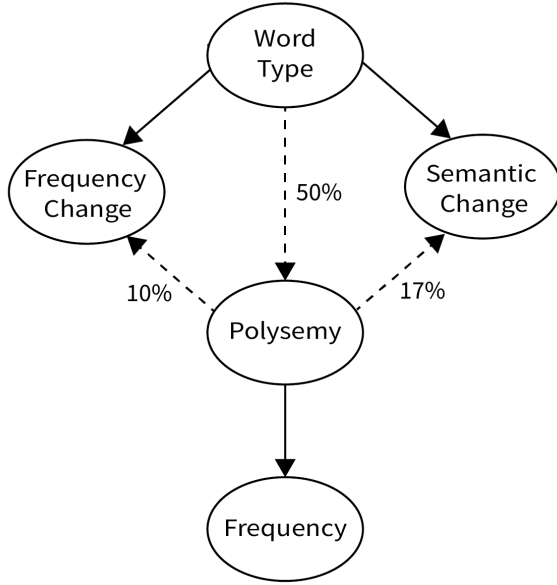 Word
Type
Frequency
Change
Semantic
Change
50%
10%
17%
Polysemy
Frequency